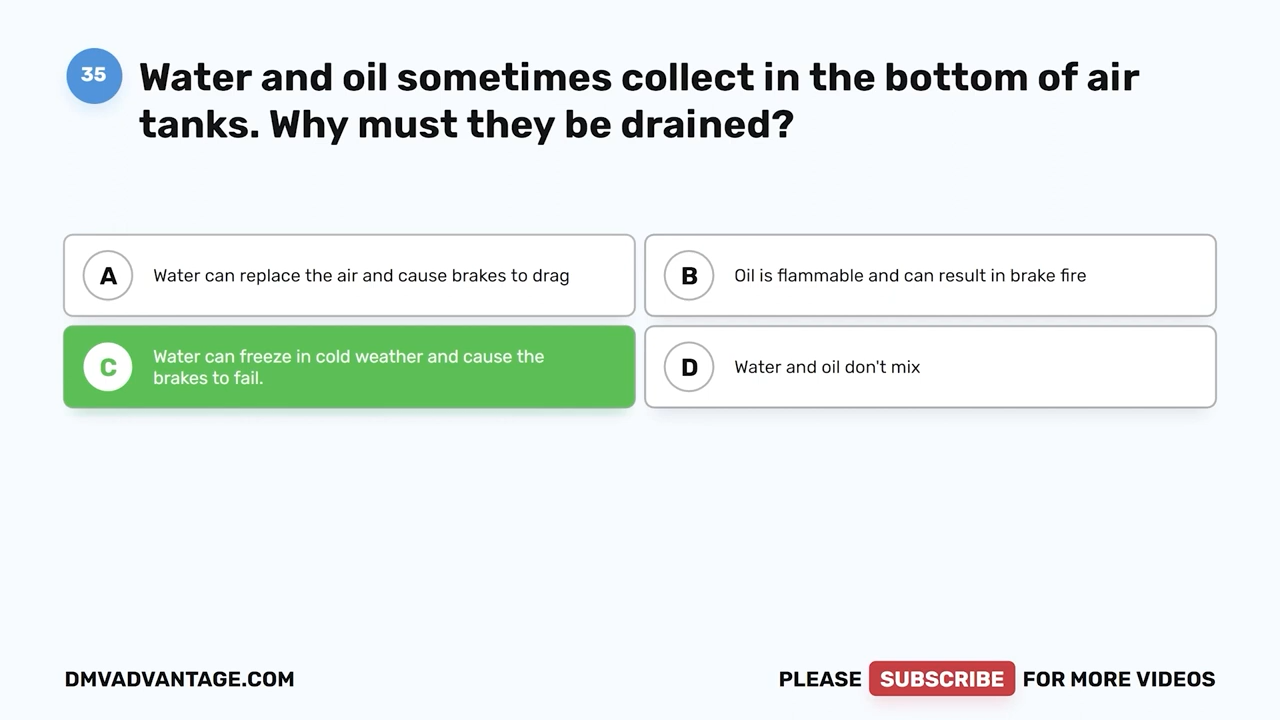 35
Water and oil sometimes collect in the bottom of air
tanks. Why must they be drained?
A
Water can replace the air and cause brakes to drag
B
Oil is flammable and can result in brake fire
C
Water can freeze in cold weather and cause the
brakes to fail.
D
Water and oil don't mix
DMVADVANTAGE.COM
PLEASE SUBSCRIBE FOR MORE VIDEOS